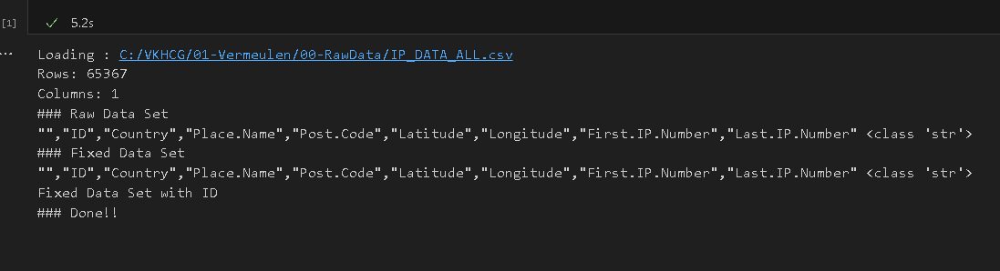 [1]
5.2s
Loading : C:/VKHCG/01-Vermeulen/00-RawData/IP_DATA_ALL.csv
Rows: 65367
Columns: 1
### Raw Data Set
"","ID","Country","Place.Name","Post.Code","Latitude","Longitude","First.IP.Number","Last.IP.Number" <class 'str'>
### Fixed Data Set
"","ID","Country","Place.Name","Post.Code","Latitude","Longitude","First.IP.Number","Last.IP.Number" <class 'str'>
Fixed Data Set with ID
### Done!!